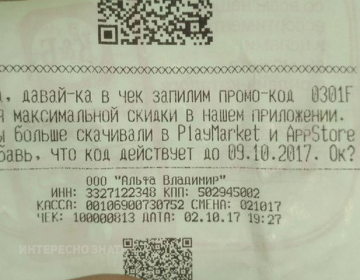 , давай-ка в чек запилим промо-код 0301F
я максимальной скидки в нашем приложении.
ы больше скачивали в PlayMarket и AppStore
бавь, что код действует до 09.10.2017. Ок?
ООО "Альфа Владимир"
ИНН: 3327122348 КПП: 502945002
КАССА: 00106900730752 СМЕНА: 021017
ЧЕК: 100000813 ДАТА: 02.10.17 19:27
ИНТЕРЕСНО ЗНАТЬ